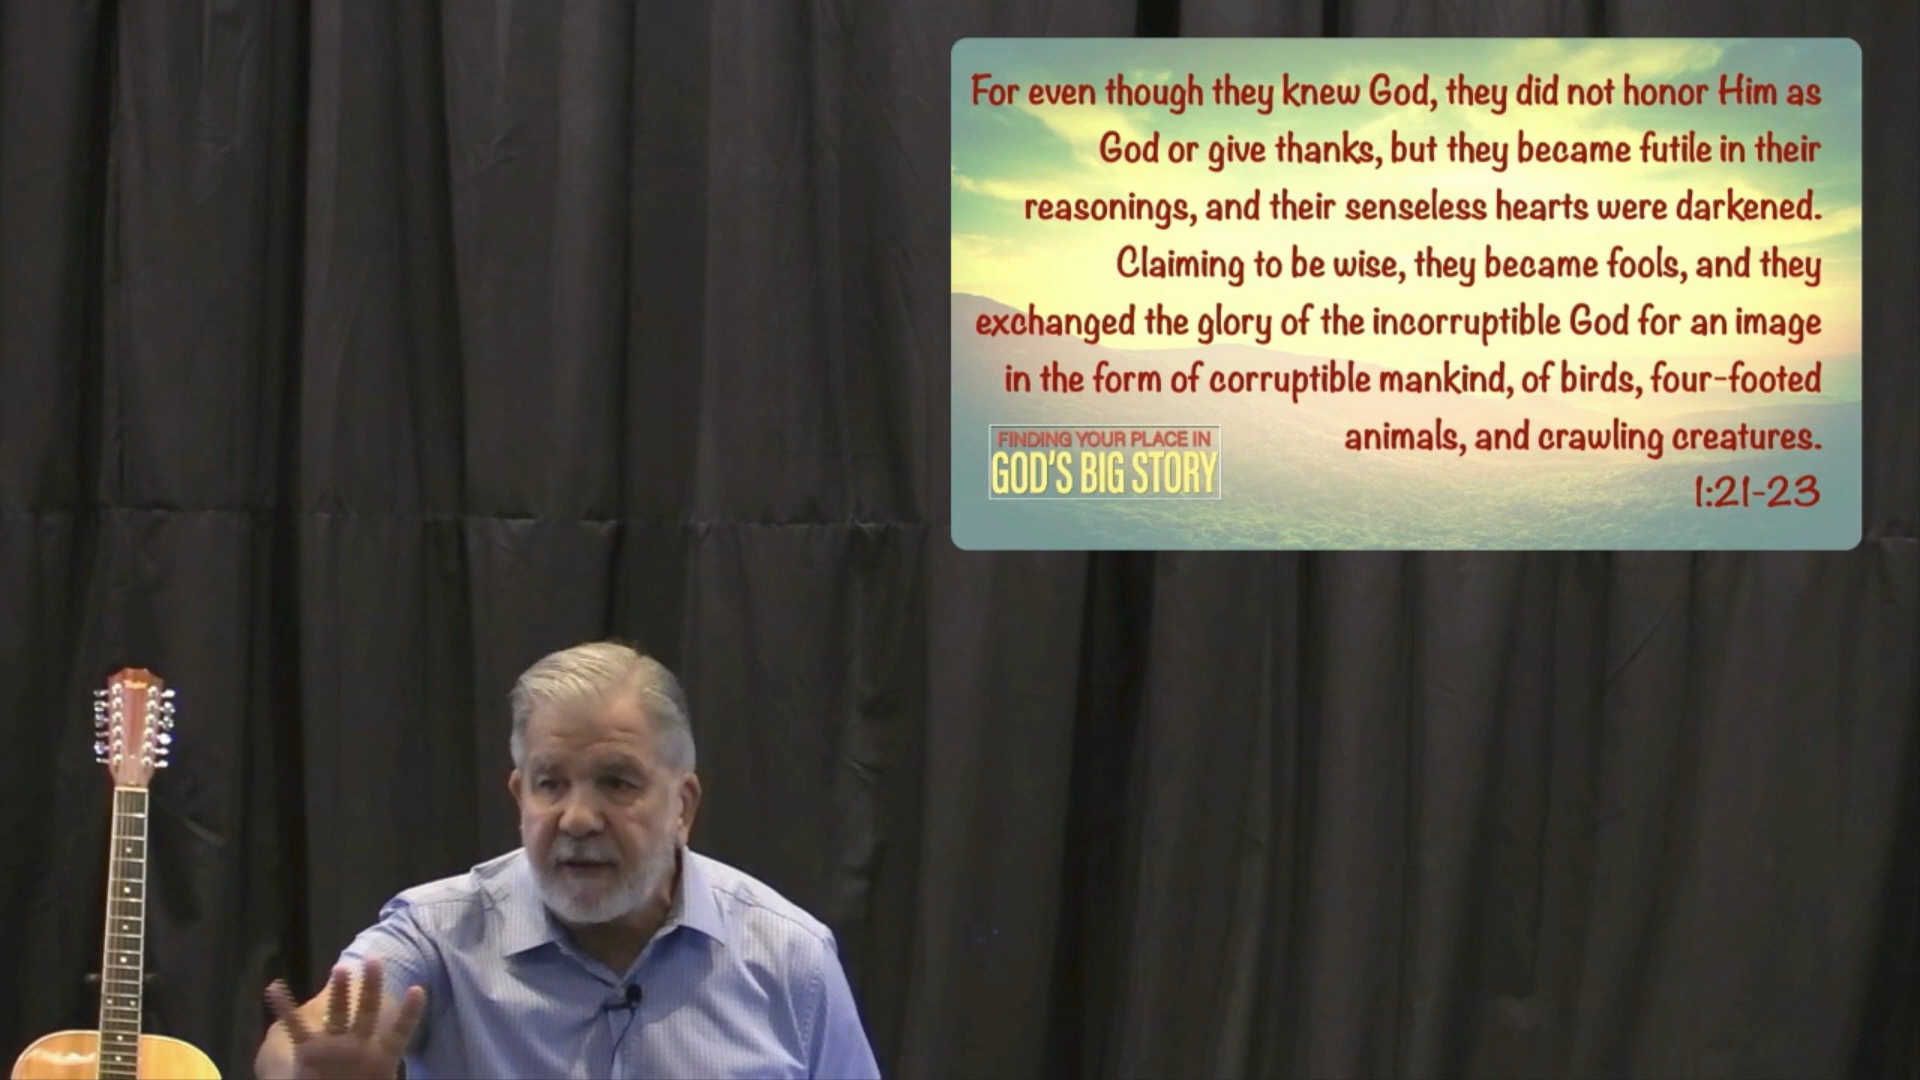 For even though they knew God, they did not honor Him as
God or give thanks, but they became futile in their
reasonings, and their senseless hearts were darkened.
Claiming to be wise, they became fools, and they
exchanged the glory of the incorruptible God for an image
in the form of corruptible mankind, of birds, four-footed
animals, and crawling creatures.
1:21-23
FINDING YOUR PLACE IN
GOD'S BIG STORY